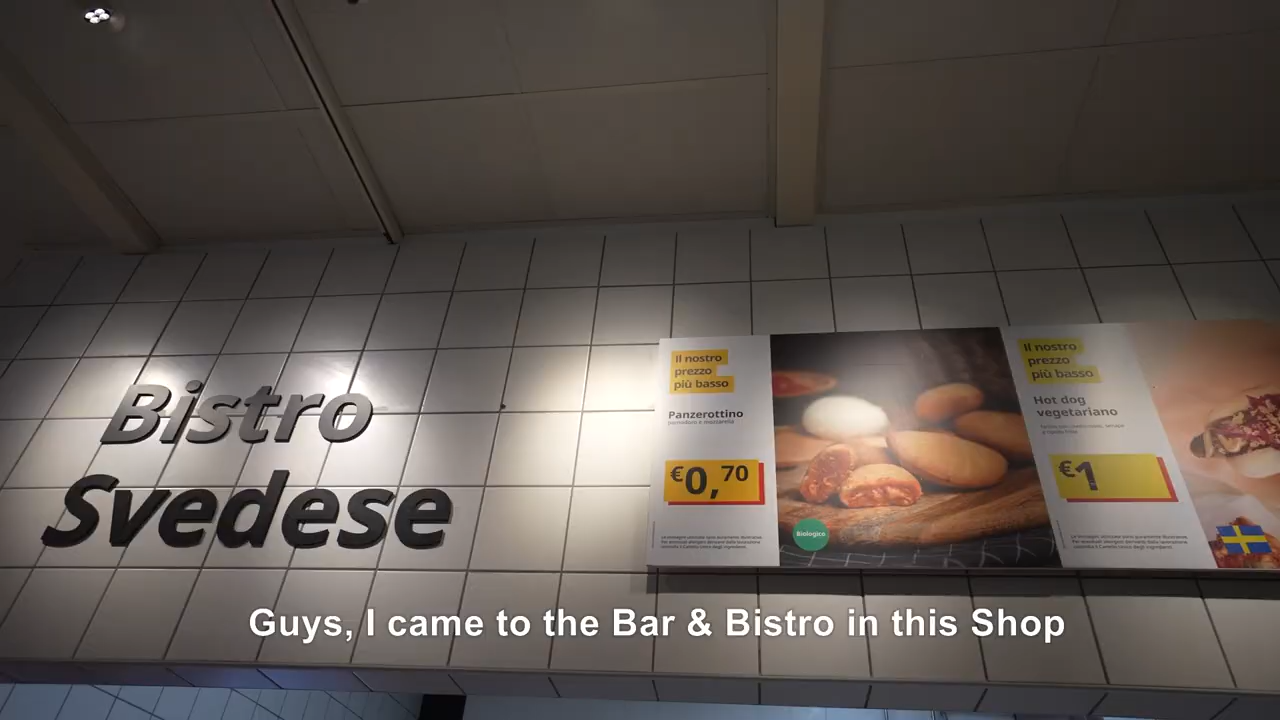 Bistro
Svedese
Il nostro
prezzo
più basso
Panzerottino
pomodoro e mozzarella
€0,70
Biologico
Il nostro
prezzo
più basso
Hot dog
vegetariano
€1
Guys, I came to the Bar & Bistro in this Shop